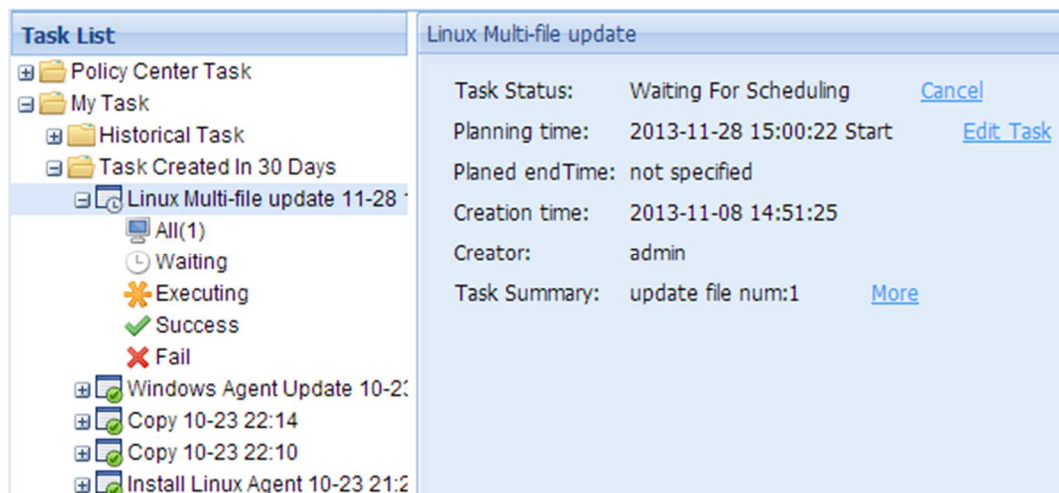 Task List
Policy Center Task
My Task
Historical Task
Task Created In 30 Days
Linux Multi-file update 11-28
All(1)
Waiting
Executing
Success
Fail
Windows Agent Update 10-23
Copy 10-23 22:14
Copy 10-23 22:10
Install Linux Agent 10-23 21:2
Linux Multi-file update
Task Status: Waiting For Scheduling Cancel
Planning time: 2013-11-28 15:00:22 Start Edit Task
Planed endTime: not specified
Creation time: 2013-11-08 14:51:25
Creator: admin
Task Summary: update file num:1 More